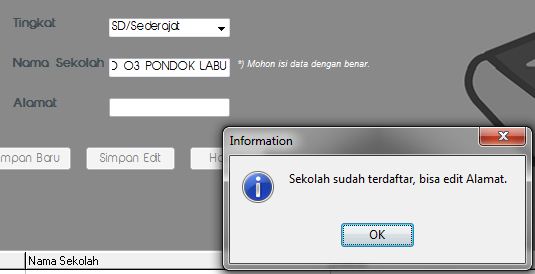 Tingkat SD/Sederajat
Nama Sekolah D 03 PONDOK LABU *) Mohon isi data dengan benar.
Alamat
Information
Sekolah sudah terdaftar, bisa edit Alamat.
OK
mpan Baru Simpan Edit Ha
Nama Sekolah